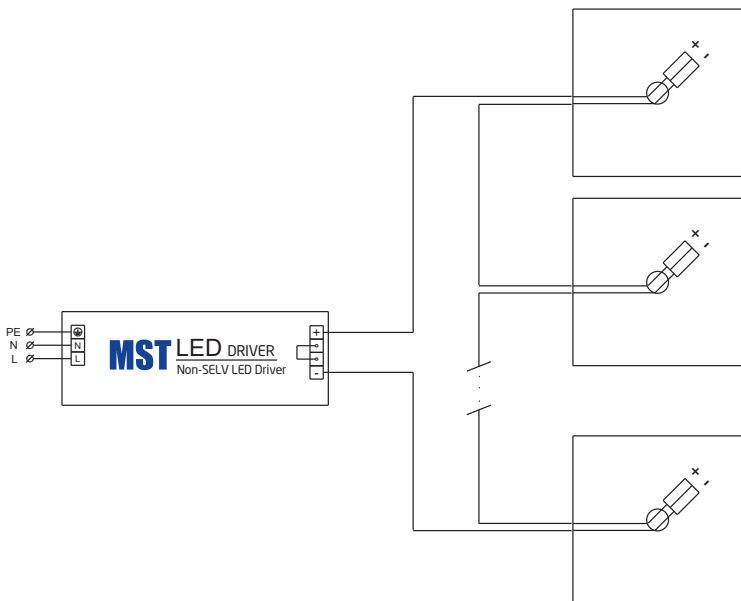 +
-
+
-
PE
N
L
N
L
MST LED DRIVER
Non-SELV LED Driver
+
-
+
-